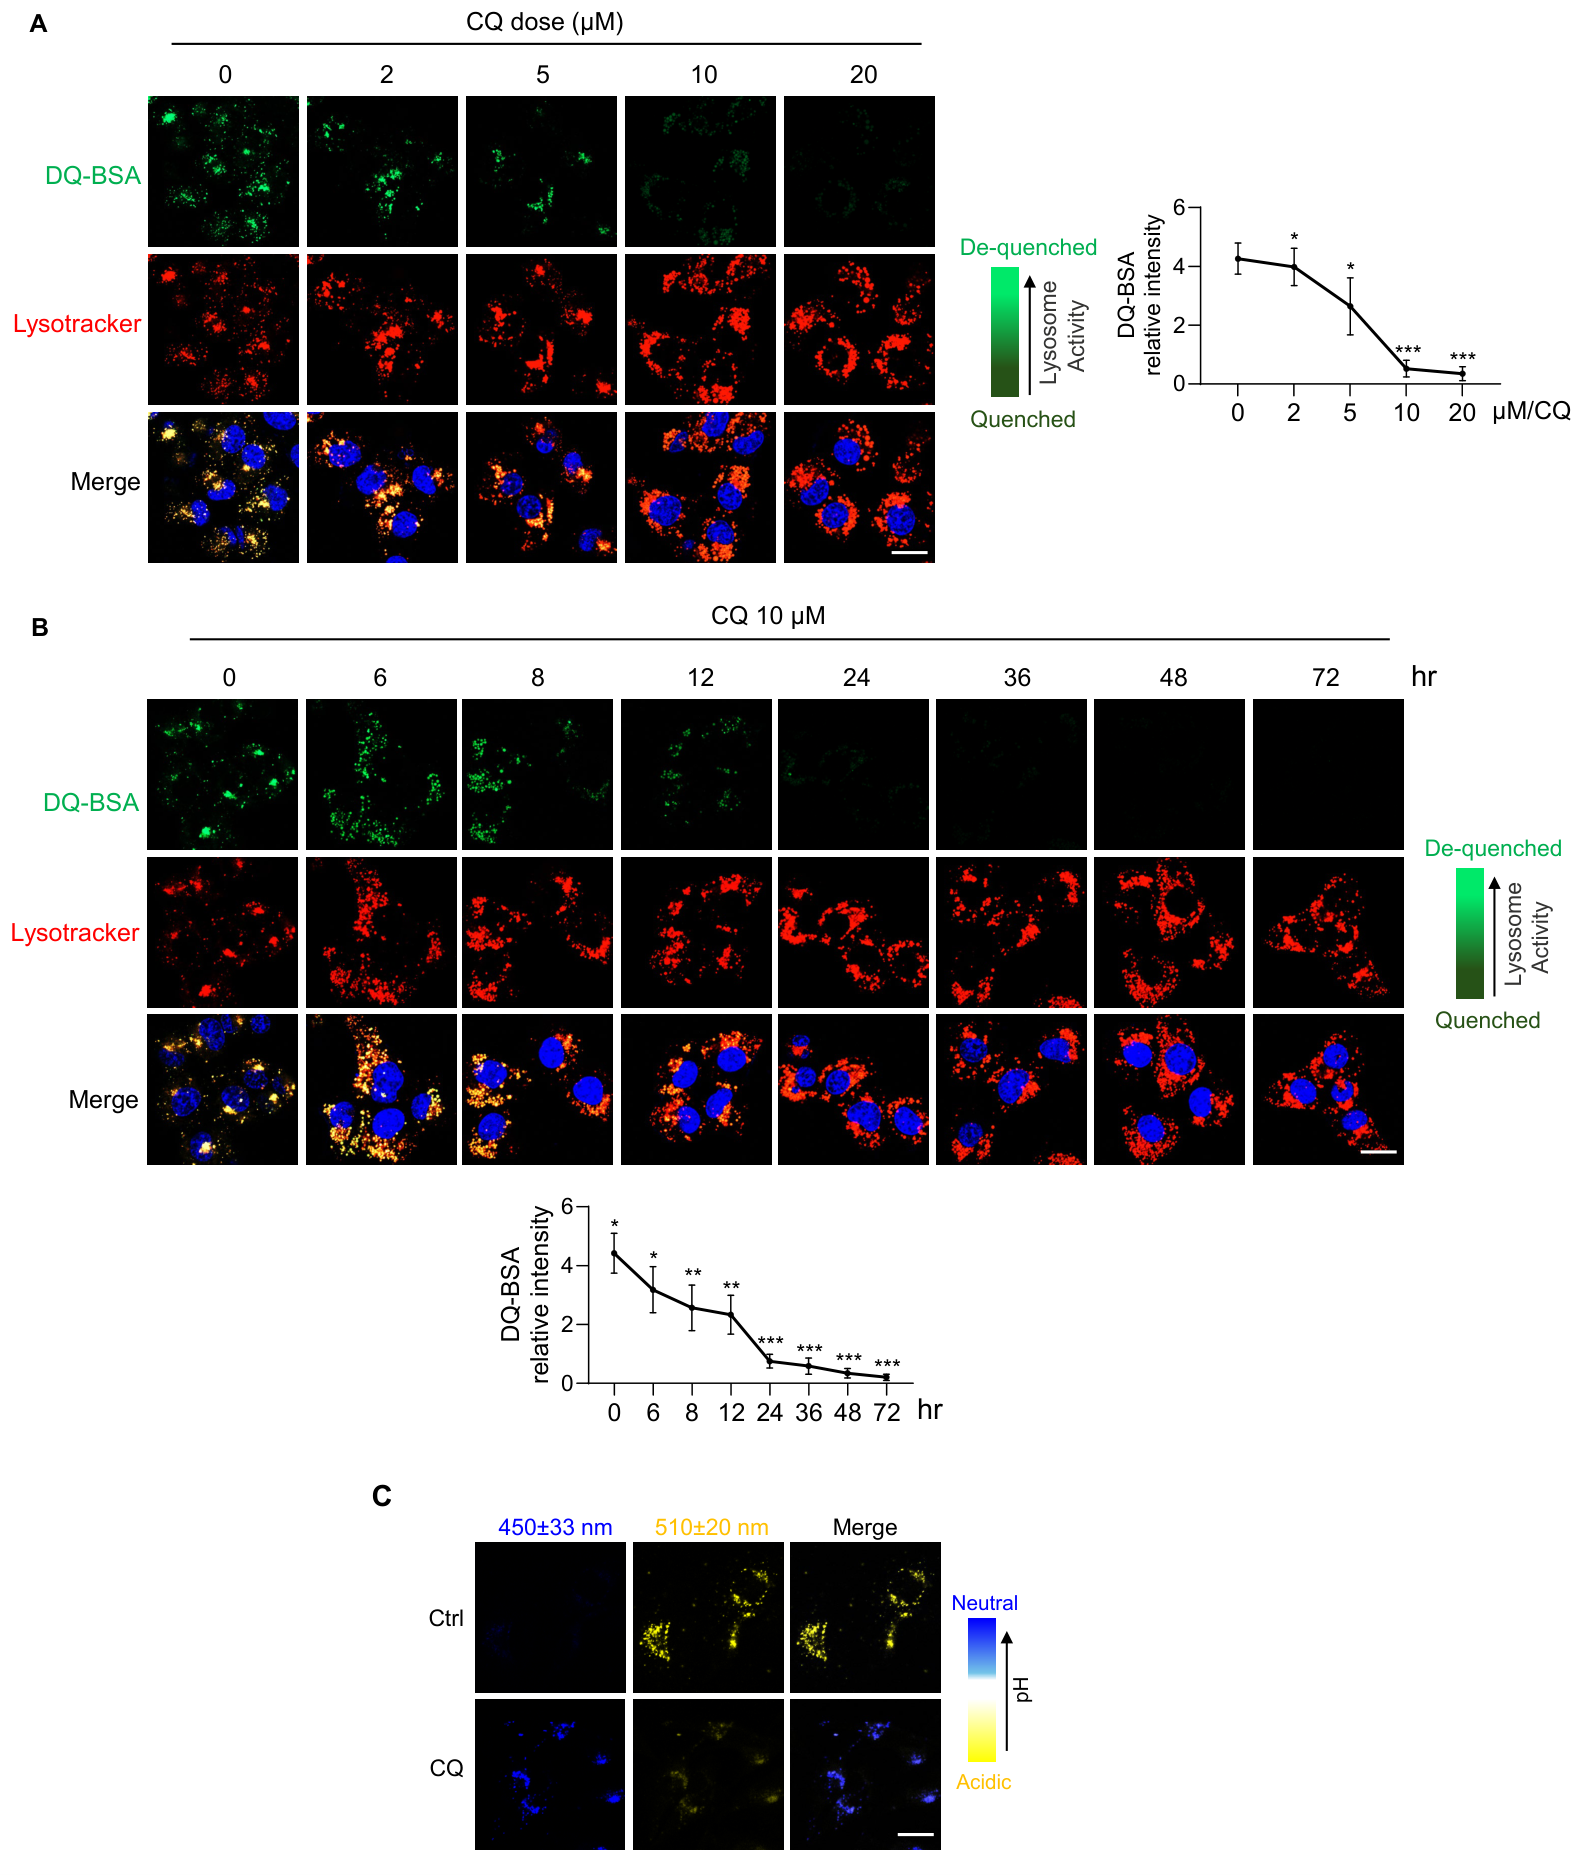 A
CQ dose (µM)
0 2 5 10 20
DQ-BSA
Lysotracker
Merge
De-quenched
Lysosome
Activity
Quenched
DQ-BSA
relative intensity
6
4
2
0
* * *** ***
0 2 5 10 20 µM/CQ
B
CQ 10 µM
0 6 8 12 24 36 48 72 hr
DQ-BSA
Lysotracker
Merge
De-quenched
Lysosome
Activity
Quenched
DQ-BSA
relative intensity
6
4
2
0
* * ** ** *** *** *** ***
0 6 8 12 24 36 48 72 hr
C
450±33 nm 510±20 nm Merge
Ctrl
CQ
Neutral
pH
Acidic